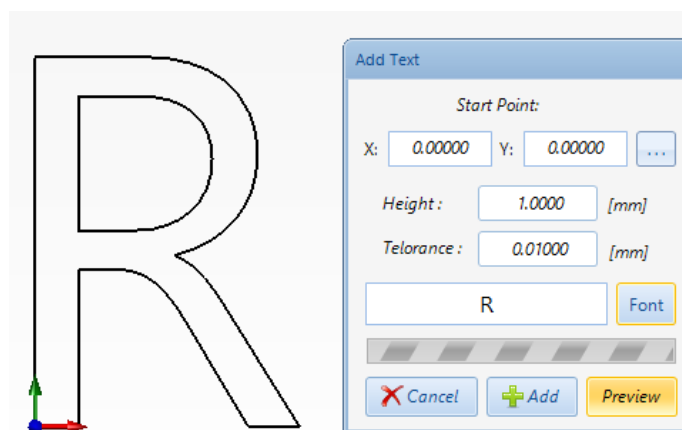 R
Add Text
Start Point:
X: 0.00000 Y: 0.00000 ...
Height : 1.0000 [mm]
Telorance : 0.01000 [mm]
R Font
Cancel Add Preview